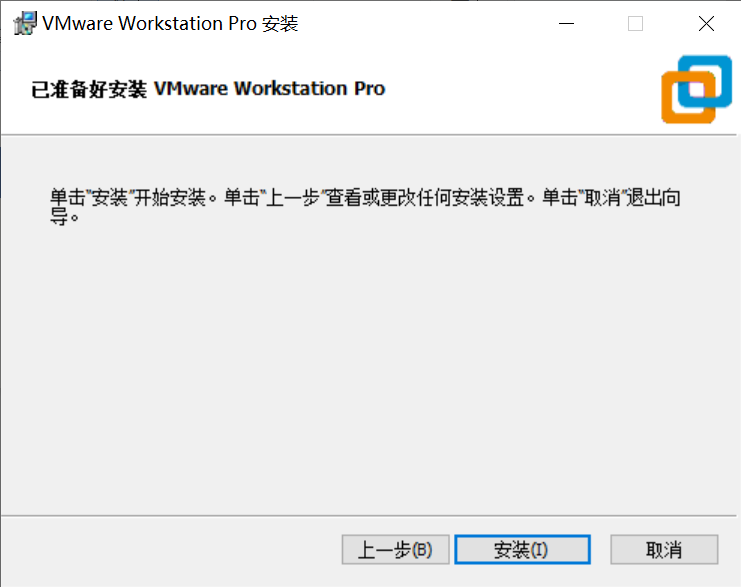 VMware Workstation Pro 安装
已准备好安装 VMware Workstation Pro
单击"安装"开始安装。单击"上一步"查看或更改任何安装设置。单击"取消"退出向
导。
上一步(B) 安装(I) 取消